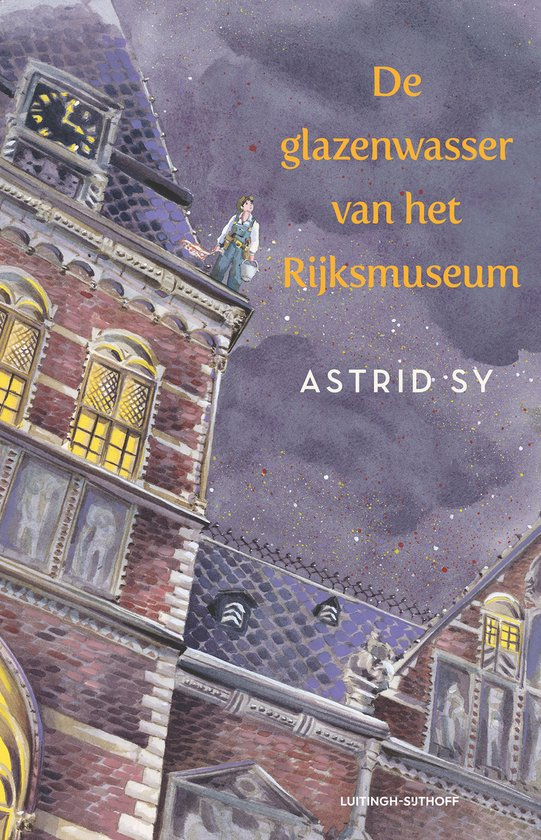 De
glazenwasser
van het
Rijksmuseum
ASTRID SY
LUITINGH-SIJTHOFF